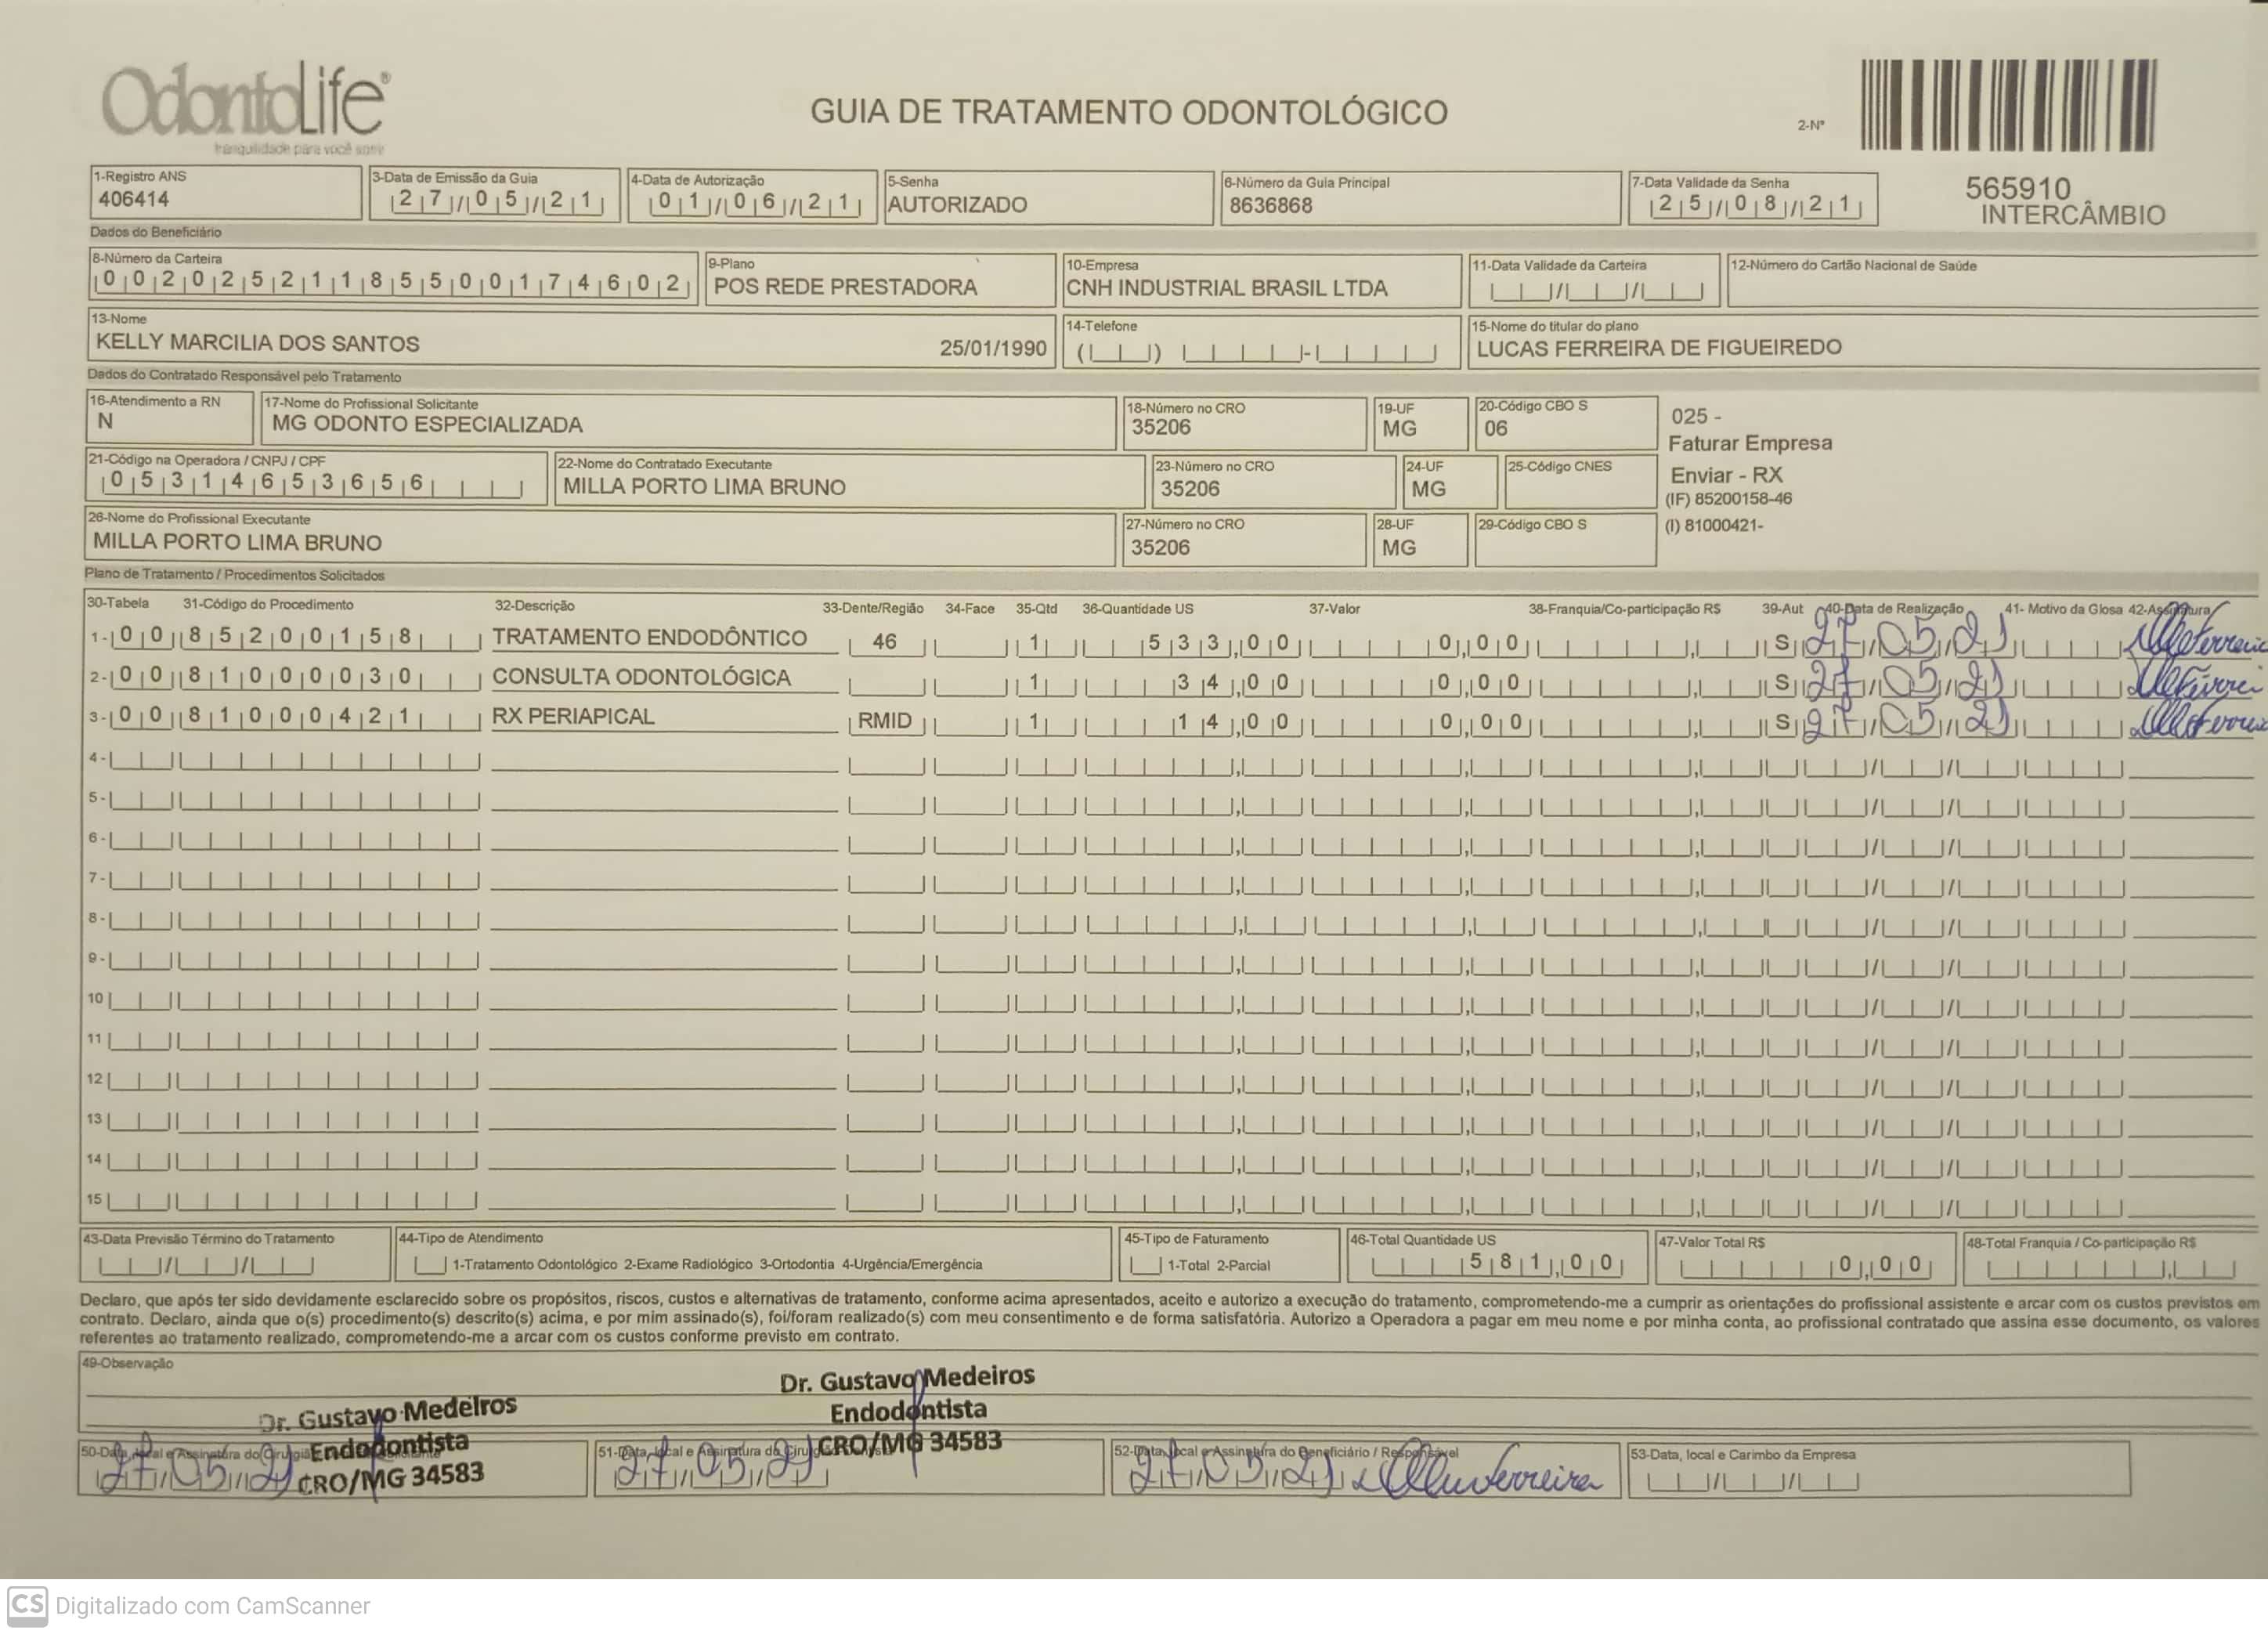 OdontoLife®
tranquilidade para você sorrir
GUIA DE TRATAMENTO ODONTOLÓGICO
2-Nº
565910
INTERCÂMBIO
1-Registro ANS
406414
3-Data de Emissão da Guia
27/05/21
4-Data de Autorização
01/06/21
5-Senha
AUTORIZADO
6-Número da Guia Principal
8636868
7-Data Validade da Senha
25/08/21
Dados do Beneficiário
8-Número da Carteira
00202521185500174602
9-Plano
POS REDE PRESTADORA
10-Empresa
CNH INDUSTRIAL BRASIL LTDA
11-Data Validade da Carteira
12-Número do Cartão Nacional de Saúde
13-Nome
KELLY MARCILIA DOS SANTOS 25/01/1990
14-Telefone
15-Nome do titular do plano
LUCAS FERREIRA DE FIGUEIREDO
Dados do Contratado Responsável pelo Tratamento
16-Atendimento a RN
N
17-Nome do Profissional Solicitante
MG ODONTO ESPECIALIZADA
18-Número no CRO
35206
19-UF
MG
20-Código CBO S
06
025 -
Faturar Empresa
Enviar - RX
(IF) 85200158-46
(I) 81000421-
21-Código na Operadora / CNPJ / CPF
05314653656
22-Nome do Contratado Executante
MILLA PORTO LIMA BRUNO
23-Número no CRO
35206
24-UF
MG
25-Código CNES
26-Nome do Profissional Executante
MILLA PORTO LIMA BRUNO
27-Número no CRO
35206
28-UF
MG
29-Código CBO S
Plano de Tratamento / Procedimentos Solicitados
30-Tabela 31-Código do Procedimento 32-Descrição 33-Dente/Região 34-Face 35-Qtd 36-Quantidade US 37-Valor 38-Franquia/Co-participação R$ 39-Aut 40-Data de Realização 41- Motivo da Glosa 42-Assinatura
1- 00 85200158 TRATAMENTO ENDODÔNTICO 46 1 533,00 0,00 S 27/05/21
2- 00 81000030 CONSULTA ODONTOLÓGICA 1 34,00 0,00 S 27/05/21
3- 00 81000421 RX PERIAPICAL RMID 1 14,00 0,00 S 27/05/21
4-
5-
6-
7-
8-
9-
10
11
12
13
14
15
43-Data Previsão Término do Tratamento
44-Tipo de Atendimento
1-Tratamento Odontológico 2-Exame Radiológico 3-Ortodontia 4-Urgência/Emergência
45-Tipo de Faturamento
1-Total 2-Parcial
46-Total Quantidade US
581,00
47-Valor Total R$
0,00
48-Total Franquia / Co-participação R$
Declaro, que após ter sido devidamente esclarecido sobre os propósitos, riscos, custos e alternativas de tratamento, conforme acima apresentados, aceito e autorizo a execução do tratamento, comprometendo-me a cumprir as orientações do profissional assistente e arcar com os custos previstos em
contrato. Declaro, ainda que o(s) procedimento(s) descrito(s) acima, e por mim assinado(s), foi/foram realizado(s) com meu consentimento e de forma satisfatória. Autorizo a Operadora a pagar em meu nome e por minha conta, ao profissional contratado que assina esse documento, os valores
referentes ao tratamento realizado, comprometendo-me a arcar com os custos conforme previsto em contrato.
49-Observação
Dr. Gustavo Medeiros
Endodontista
CRO/MG 34583
Dr. Gustavo Medeiros
Endodontista
CRO/MG 34583
50-Data, local e Assinatura do Cirurgião
27/05/21
51-Data, local e Assinatura do Cirurgião
27/05/21
52-Data, local e Assinatura do Beneficiário / Responsável
27/05/21
53-Data, local e Carimbo da Empresa
CS Digitalizado com CamScanner